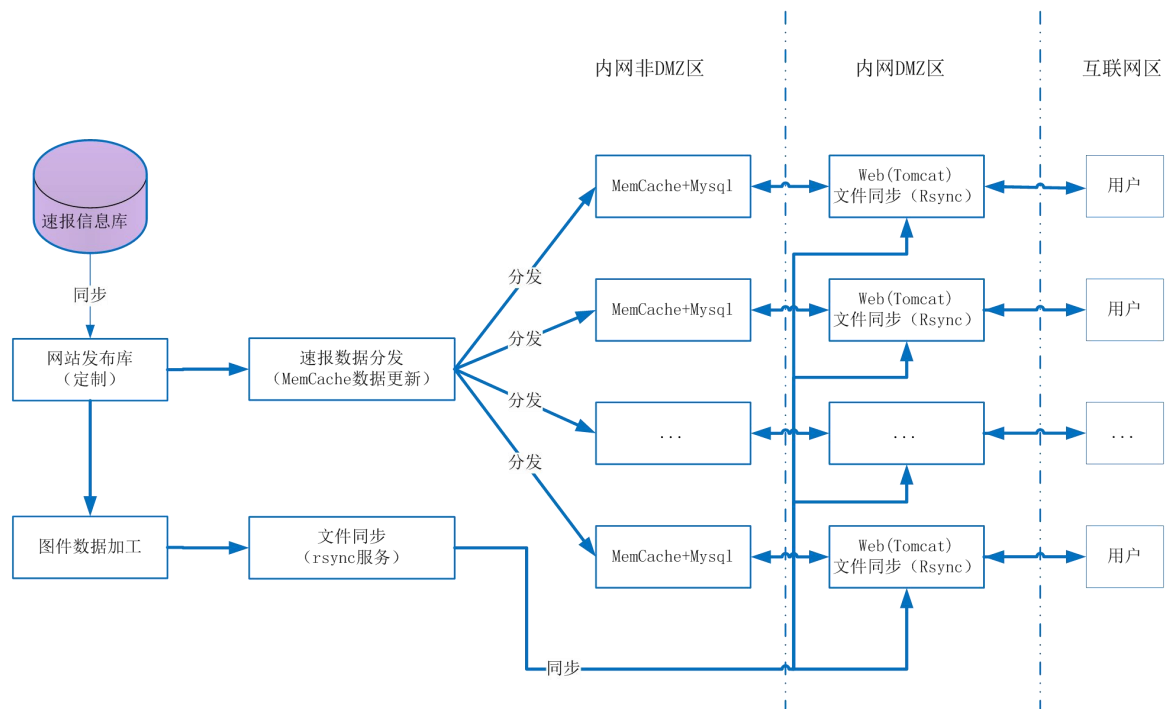 内网非DMZ区
内网DMZ区
互联网区
速报信息库
同步
网站发布库
（定制）
速报数据分发
（MemCache数据更新）
图件数据加工
文件同步
（rsync服务）
分发
分发
分发
分发
同步
MemCache+Mysql
Web(Tomcat)
文件同步（Rsync）
用户
MemCache+Mysql
Web(Tomcat)
文件同步（Rsync）
用户
...
...
...
MemCache+Mysql
Web(Tomcat)
文件同步（Rsync）
用户